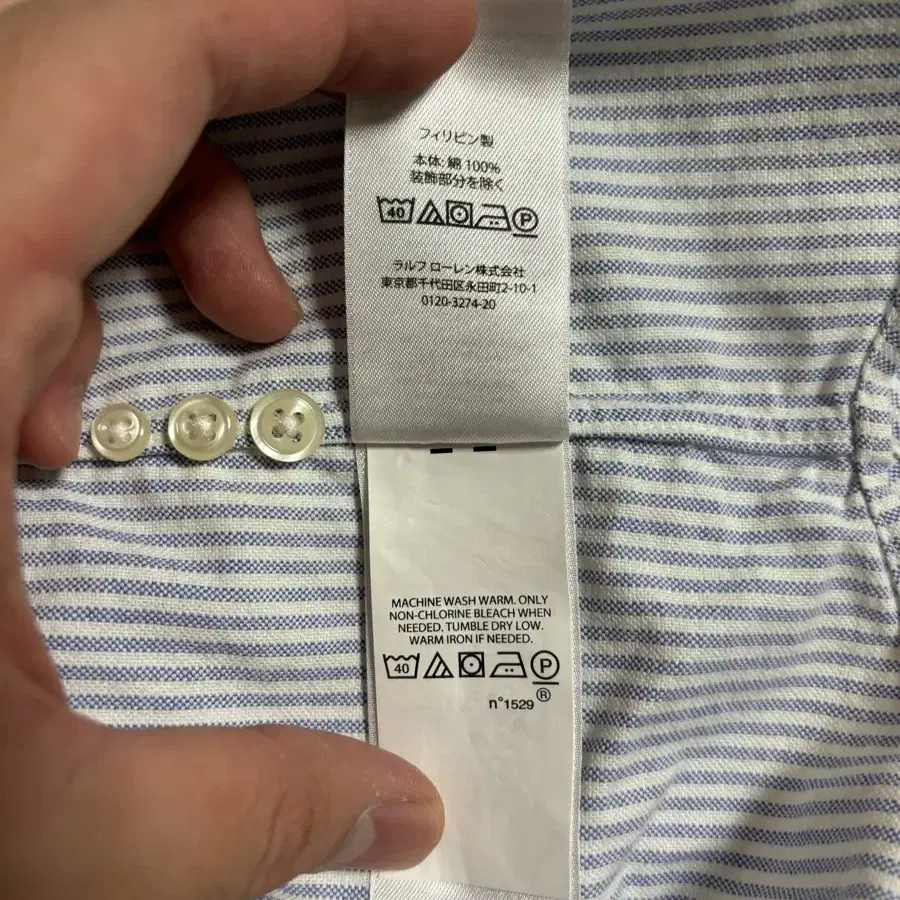 フィリピン製
本体: 綿 100%
装飾部分を除く
40
P
ラルフ ローレン株式会社
東京都千代田区永田町2-10-1
0120-3274-20
MACHINE WASH WARM. ONLY
NON-CHLORINE BLEACH WHEN
NEEDED. TUMBLE DRY LOW.
WARM IRON IF NEEDED.
40
P
®
n°1529